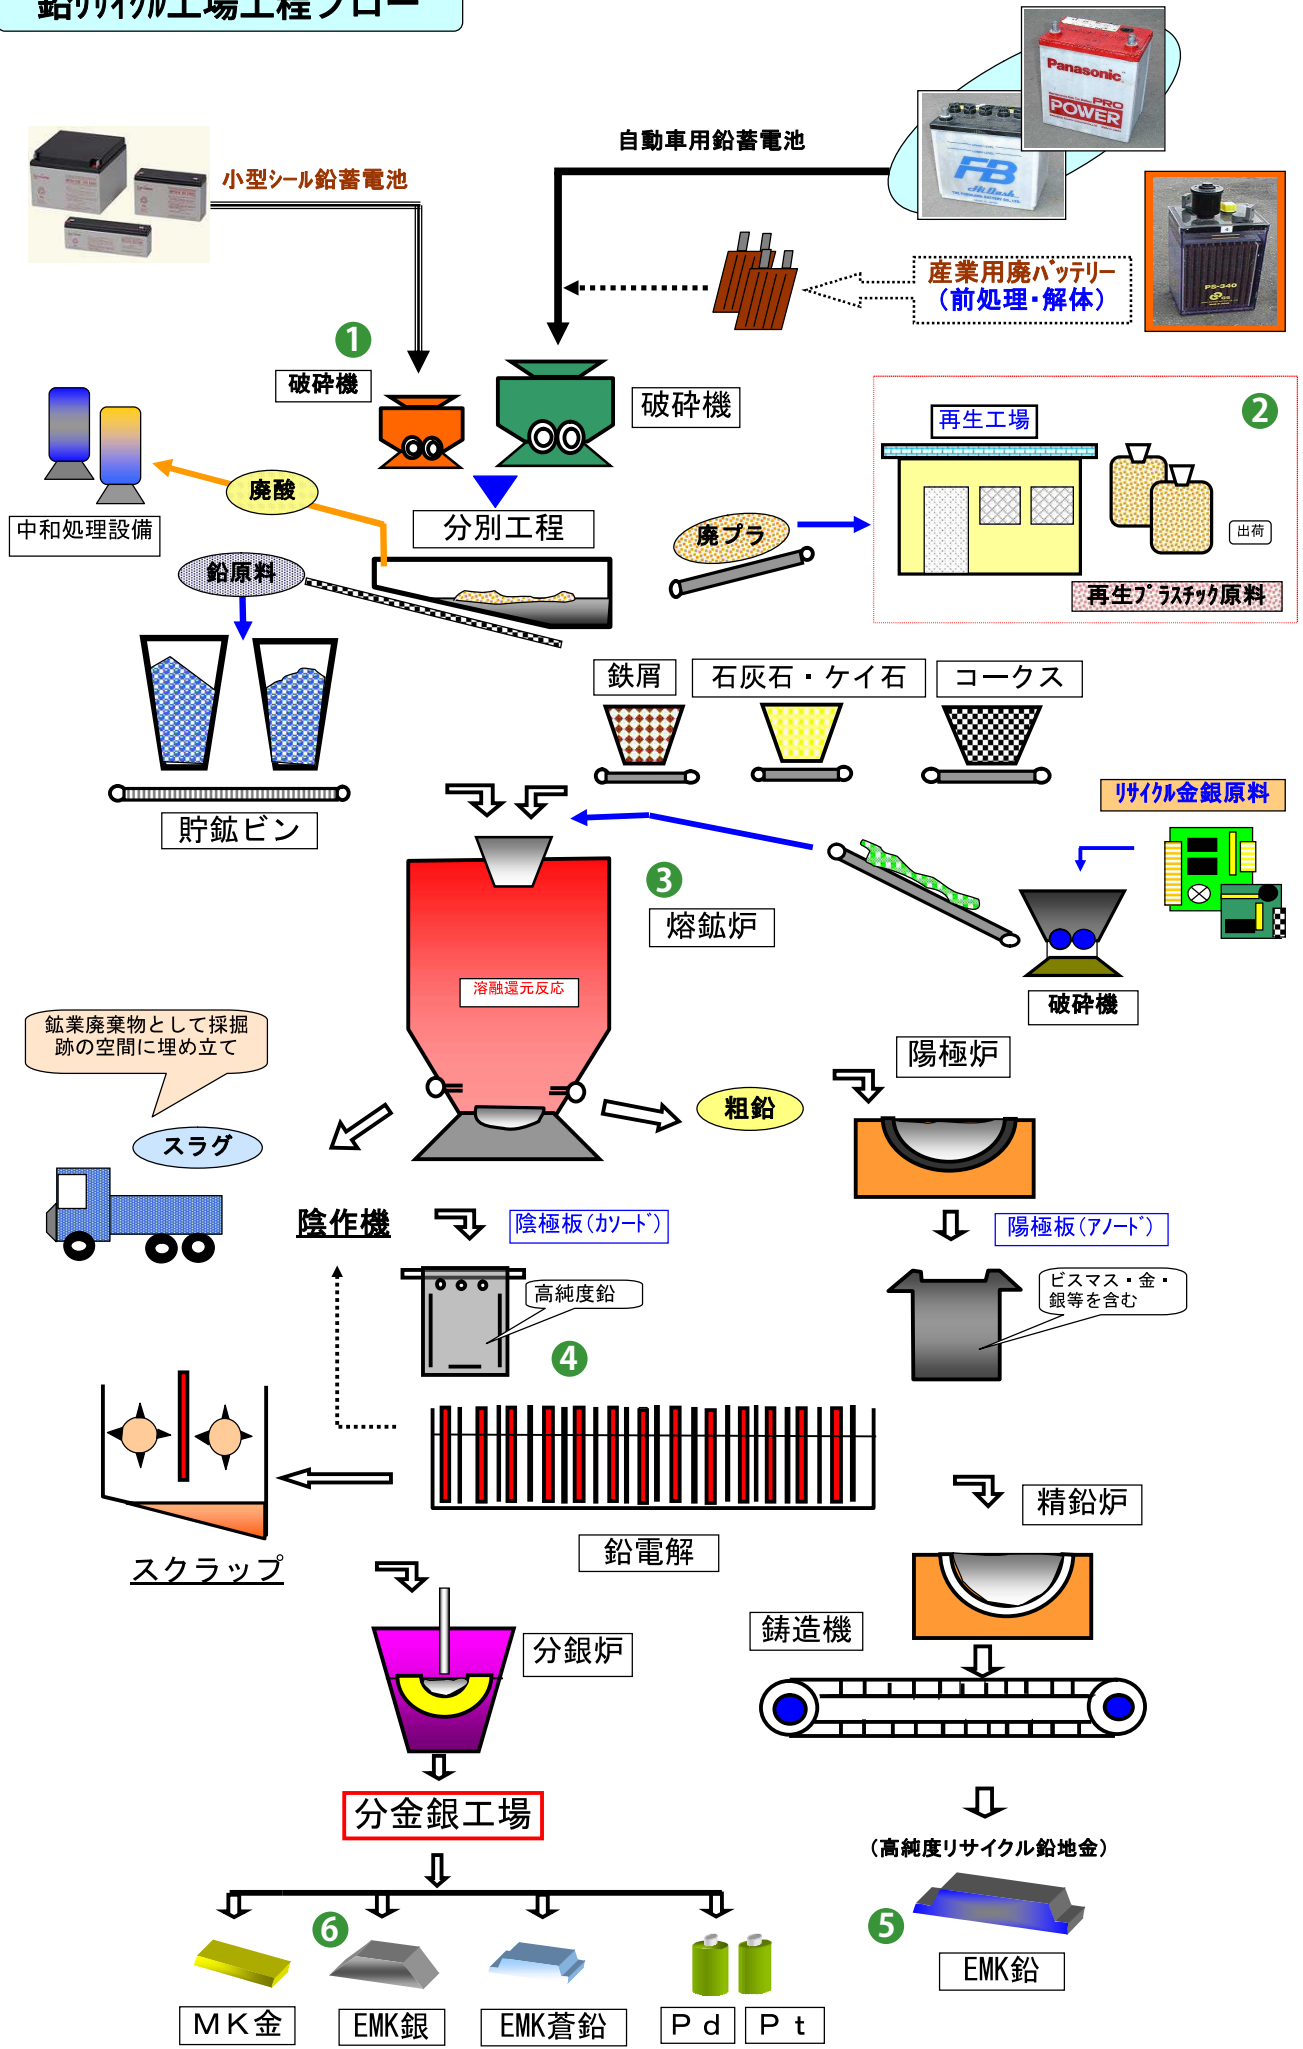 鉛ﾘｻｲｸﾙ工場工程フロー
Panasonic
PRO
POWER
FB
自動車用鉛蓄電池
小型ｼｰﾙ鉛蓄電池
産業用廃ﾊﾞｯﾃﾘｰ
（前処理・解体）
PS-340
❶
破砕機
破砕機
❷
再生工場
廃酸
中和処理設備
分別工程
廃プラ
出荷
鉛原料
再生ﾌﾟﾗｽﾁｯｸ原料
鉄屑
石灰石・ケイ石
コークス
ﾘｻｲｸﾙ金銀原料
貯鉱ビン
❸
熔鉱炉
溶融還元反応
破砕機
鉱業廃棄物として採掘
跡の空間に埋め立て
陽極炉
粗鉛
スラグ
陰作機
陰極板(ｶｿｰﾄﾞ)
陽極板(ｱﾉｰﾄﾞ)
高純度鉛
ビスマス・金・
銀等を含む
❹
精鉛炉
鉛電解
スクラップ
鋳造機
分銀炉
分金銀工場
（高純度リサイクル鉛地金）
❻
❺
EMK鉛
ＭＫ金
EMK銀
EMK蒼鉛
Ｐｄ
Ｐｔ